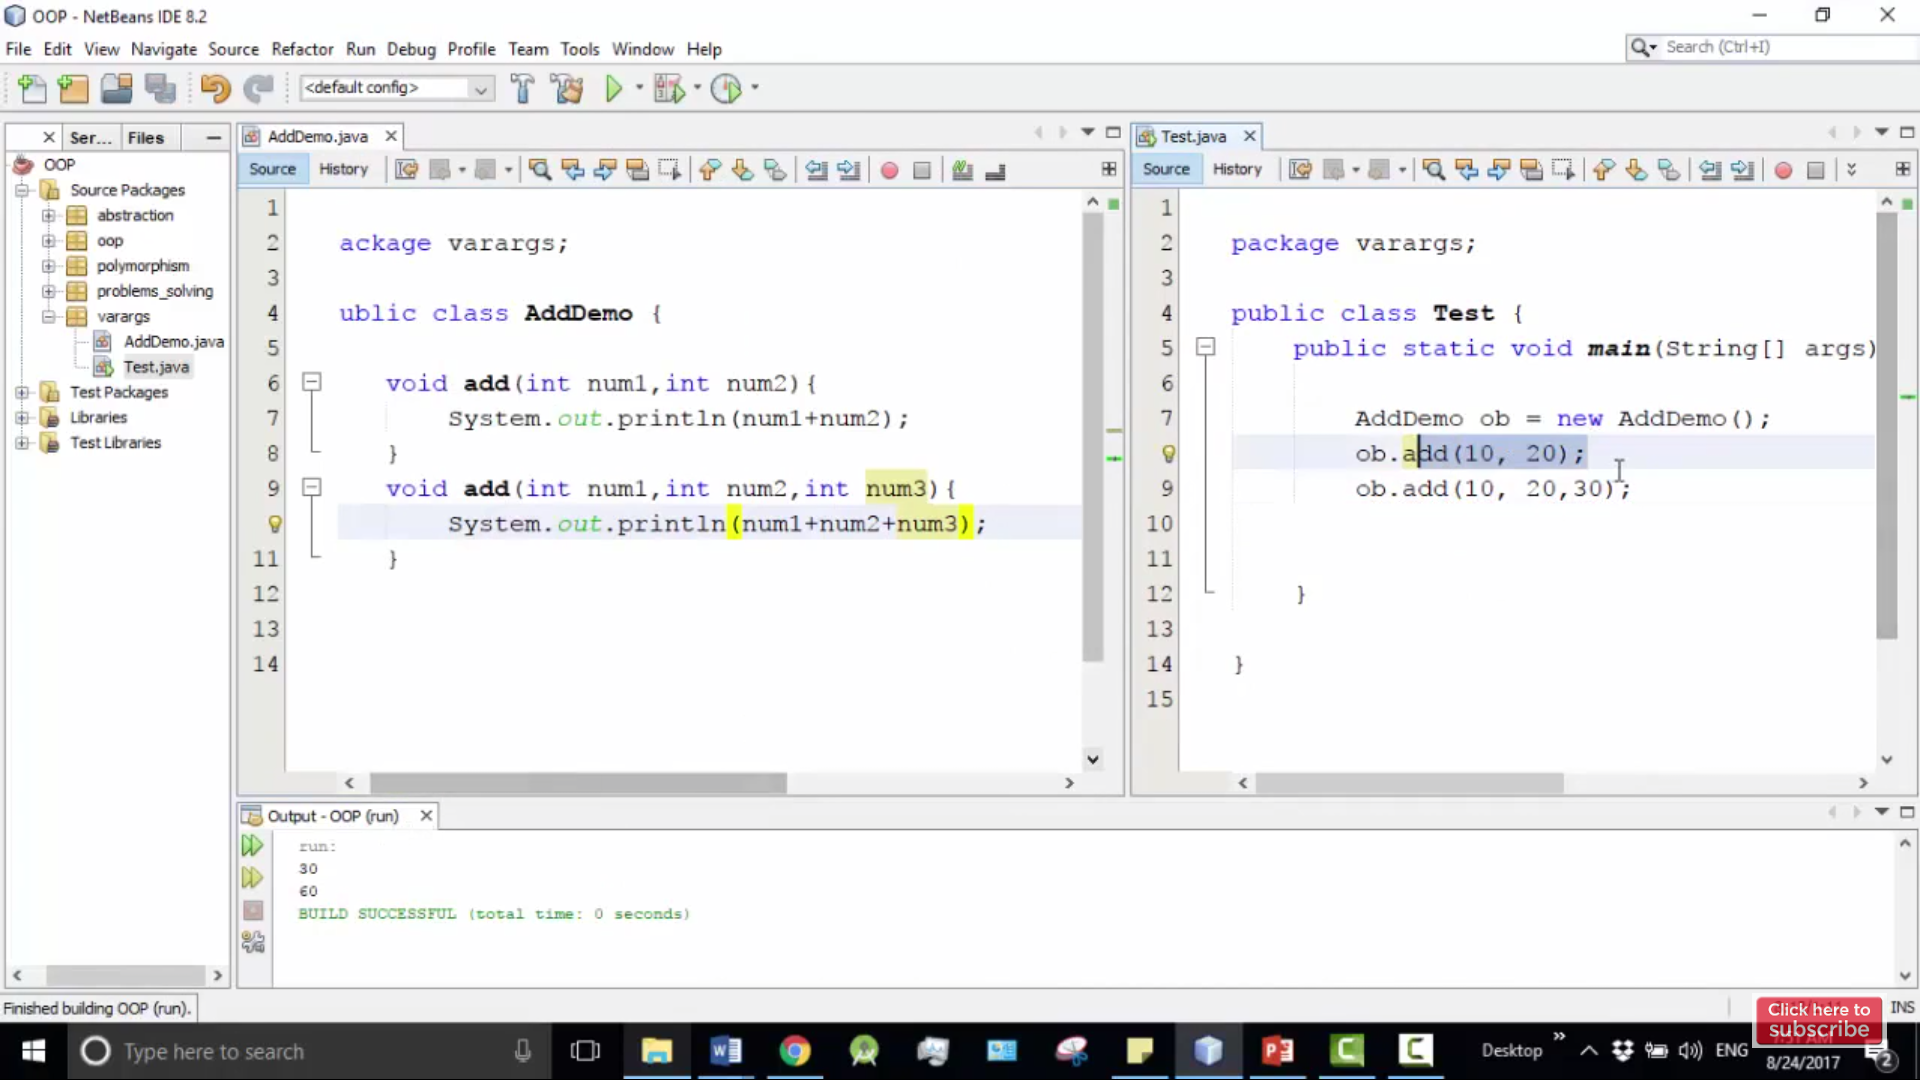 OOP - NetBeans IDE 8.2
File Edit View Navigate Source Refactor Run Debug Profile Team Tools Window Help
Search (Ctrl+I)
<default config>
Ser... Files
AddDemo.java
Test.java
OOP
Source Packages
abstraction
oop
polymorphism
problems_solving
varargs
AddDemo.java
Test.java
Test Packages
Libraries
Test Libraries
Source History
1
2 ackage varargs;
3
4 ublic class AddDemo {
5
6 void add(int num1,int num2){
7 System.out.println(num1+num2);
8 }
9 void add(int num1,int num2,int num3){
System.out.println(num1+num2+num3);
11 }
12
13
14
Source History
1
2 package varargs;
3
4 public class Test {
5 public static void main(String[] args)
6
7 AddDemo ob = new AddDemo();
ob.add(10, 20);
9 ob.add(10, 20,30);
10
11
12 }
13
14 }
15
Output - OOP (run)
run:
30
60
BUILD SUCCESSFUL (total time: 0 seconds)
Finished building OOP (run).
INS
Click here to
subscribe
Type here to search
Desktop
ENG
8/24/2017
2